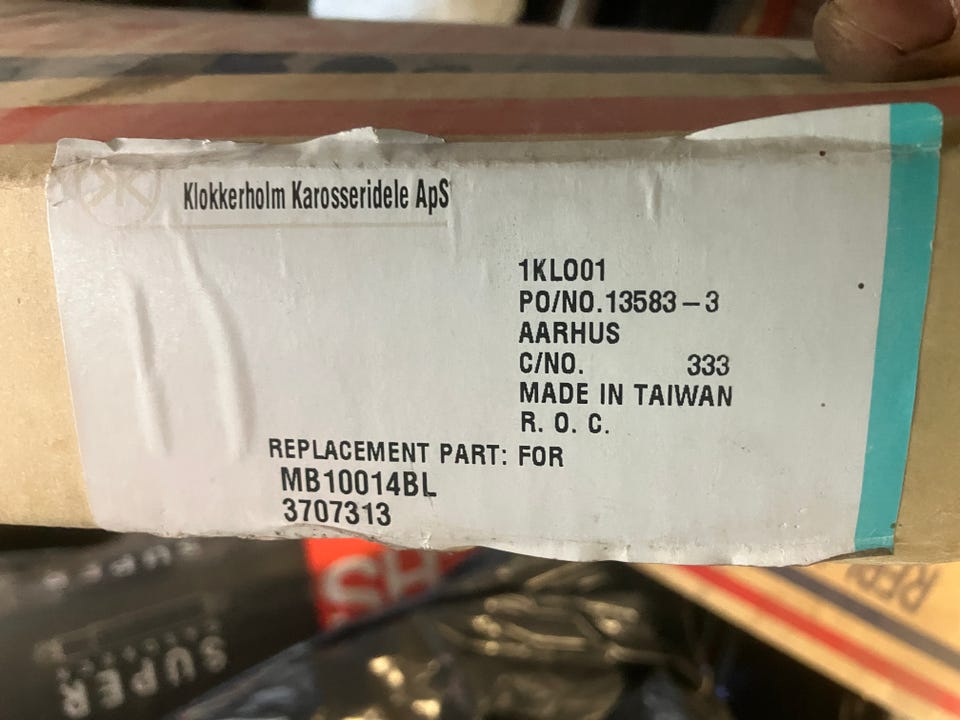 Klokkerholm Karosseridele ApS
1KL001
PO/NO.13583-3
AARHUS
C/NO. 333
MADE IN TAIWAN
R. O. C.
REPLACEMENT PART: FOR
MB10014BL
3707313
SUPER